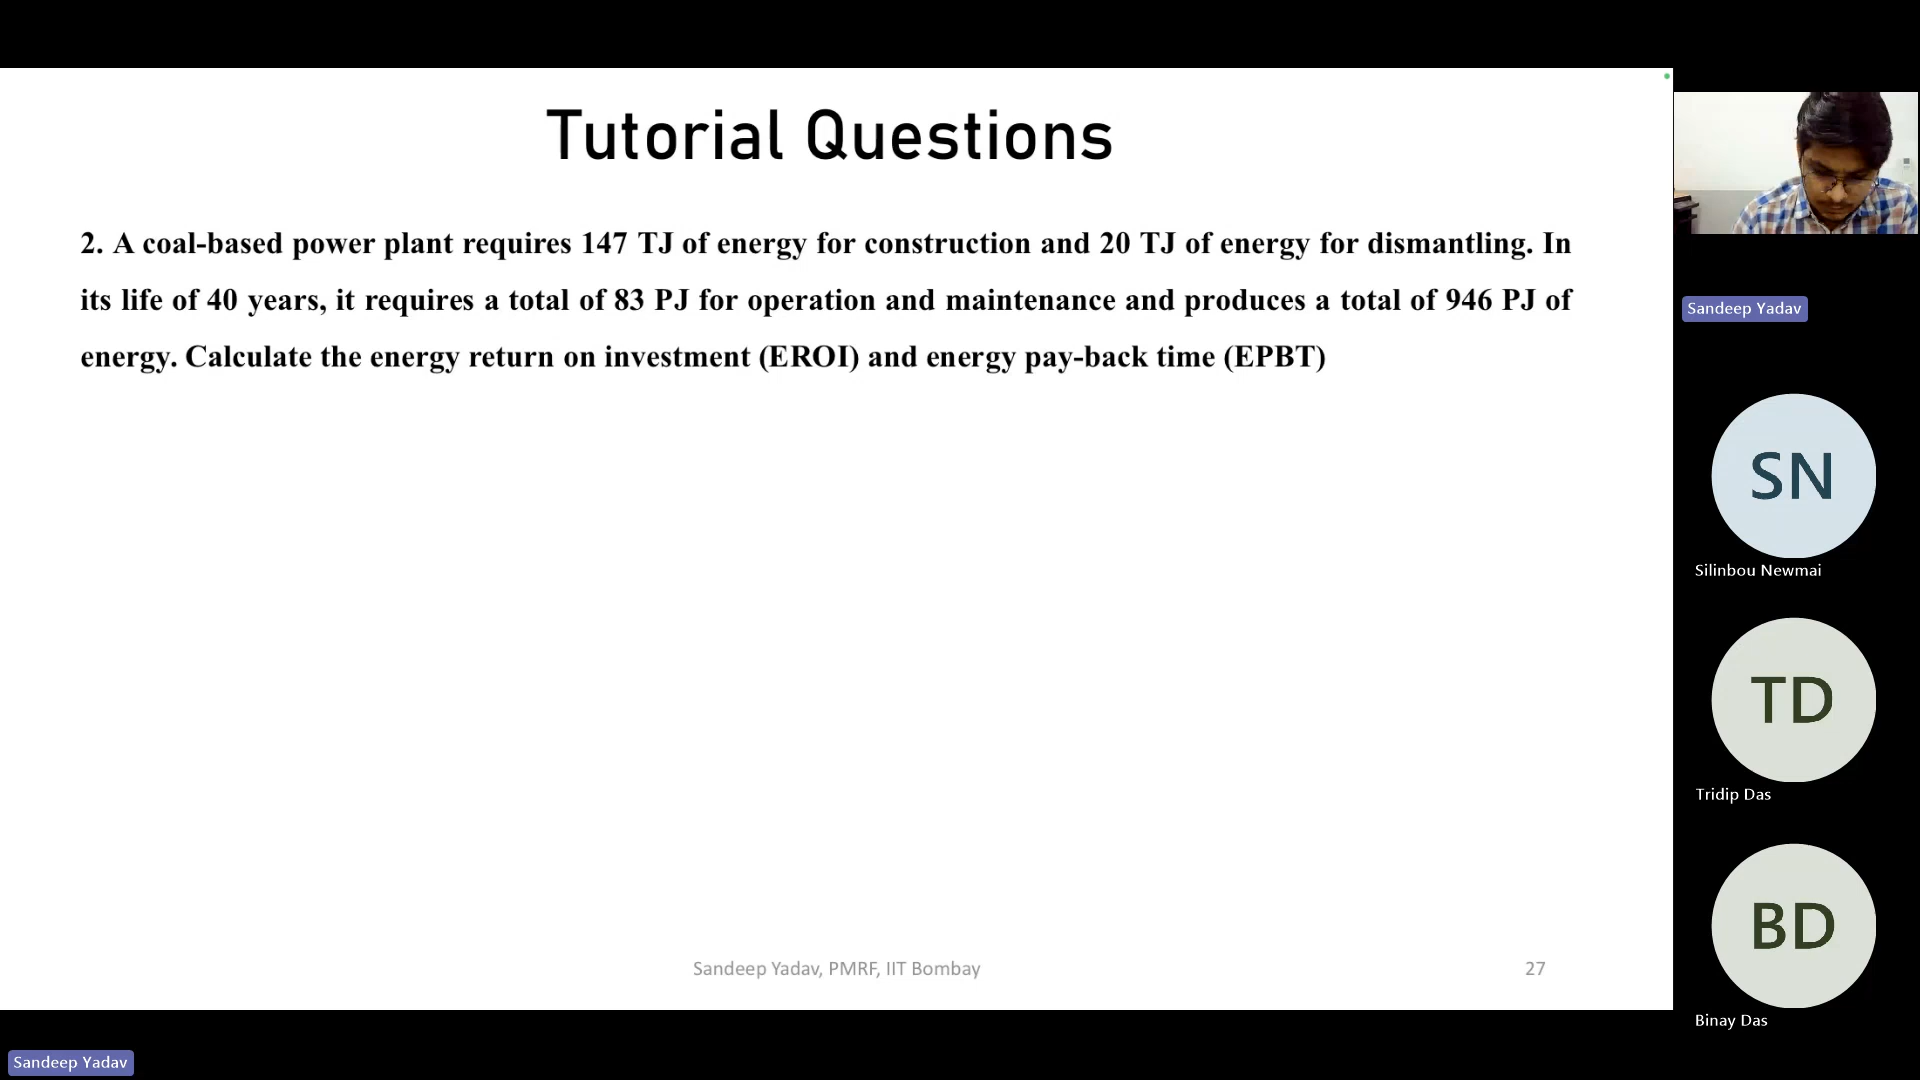 Tutorial Questions
2. A coal-based power plant requires 147 TJ of energy for construction and 20 TJ of energy for dismantling. In
its life of 40 years, it requires a total of 83 PJ for operation and maintenance and produces a total of 946 PJ of
energy. Calculate the energy return on investment (EROI) and energy pay-back time (EPBT)
Sandeep Yadav, PMRF, IIT Bombay
27
Sandeep Yadav
SN
Silinbou Newmai
TD
Tridip Das
BD
Binay Das
Sandeep Yadav